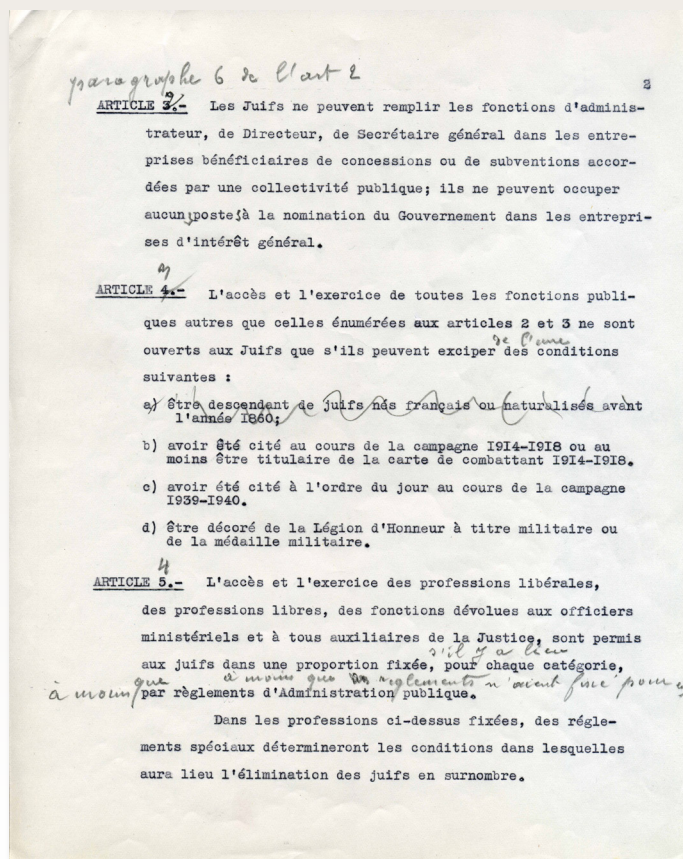 paragraphe 6 de l'art 2
2
ARTICLE 3.- Les Juifs ne peuvent remplir les fonctions d'adminis-
trateur, de Directeur, de Secrétaire général dans les entre-
prises bénéficiaires de concessions ou de subventions accor-
dées par une collectivité publique; ils ne peuvent occuper
aucun poste à la nomination du Gouvernement dans les entrepri-
ses d'intérêt général.
3
ARTICLE 4.- L'accès et l'exercice de toutes les fonctions publi-
ques autres que celles énumérées aux articles 2 et 3 ne sont
de l'une
ouverts aux Juifs que s'ils peuvent exciper des conditions
suivantes :
a) être descendant de juifs nés français ou naturalisés avant
l'année I860;
b) avoir été cité au cours de la campagne I9I4-I9I8 ou au
moins être titulaire de la carte de combattant I9I4-I9I8.
c) avoir été cité à l'ordre du jour au cours de la campagne
I939-I940.
d) être décoré de la Légion d'Honneur à titre militaire ou
de la médaille militaire.
4
ARTICLE 5.- L'accès et l'exercice des professions libérales,
des professions libres, des fonctions dévolues aux officiers
ministériels et à tous auxiliaires de la Justice, sont permis
s'il y a lieu
aux juifs dans une proportion fixée, pour chaque catégorie,
à moins que règlements n'aient fixé pour
à moins que
par règlements d'Administration publique.
Dans les professions ci-dessus fixées, des régle-
ments spéciaux détermineront les conditions dans lesquelles
aura lieu l'élimination des juifs en surnombre.